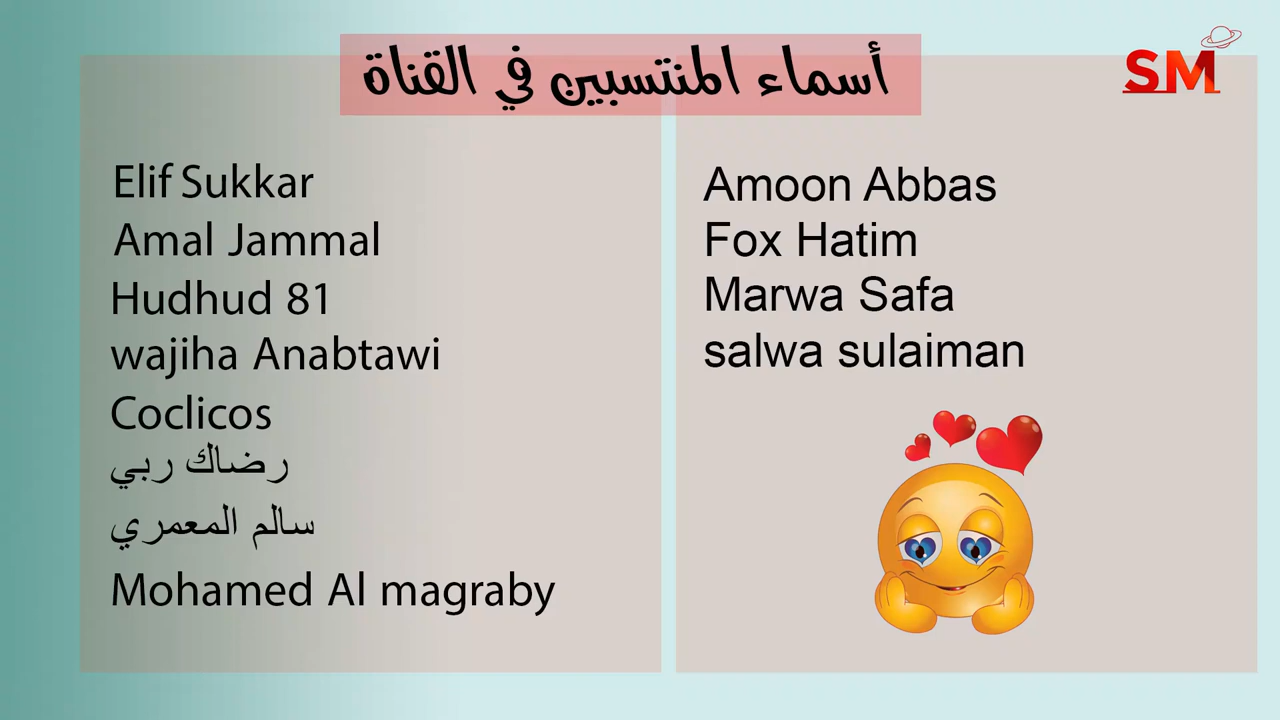 أسماء المنتسبين في القناة
SM
Elif Sukkar
Amal Jammal
Hudhud 81
wajiha Anabtawi
Coclicos
رضاك ربي
سالم المعمري
Mohamed Al magraby
Amoon Abbas
Fox Hatim
Marwa Safa
salwa sulaiman